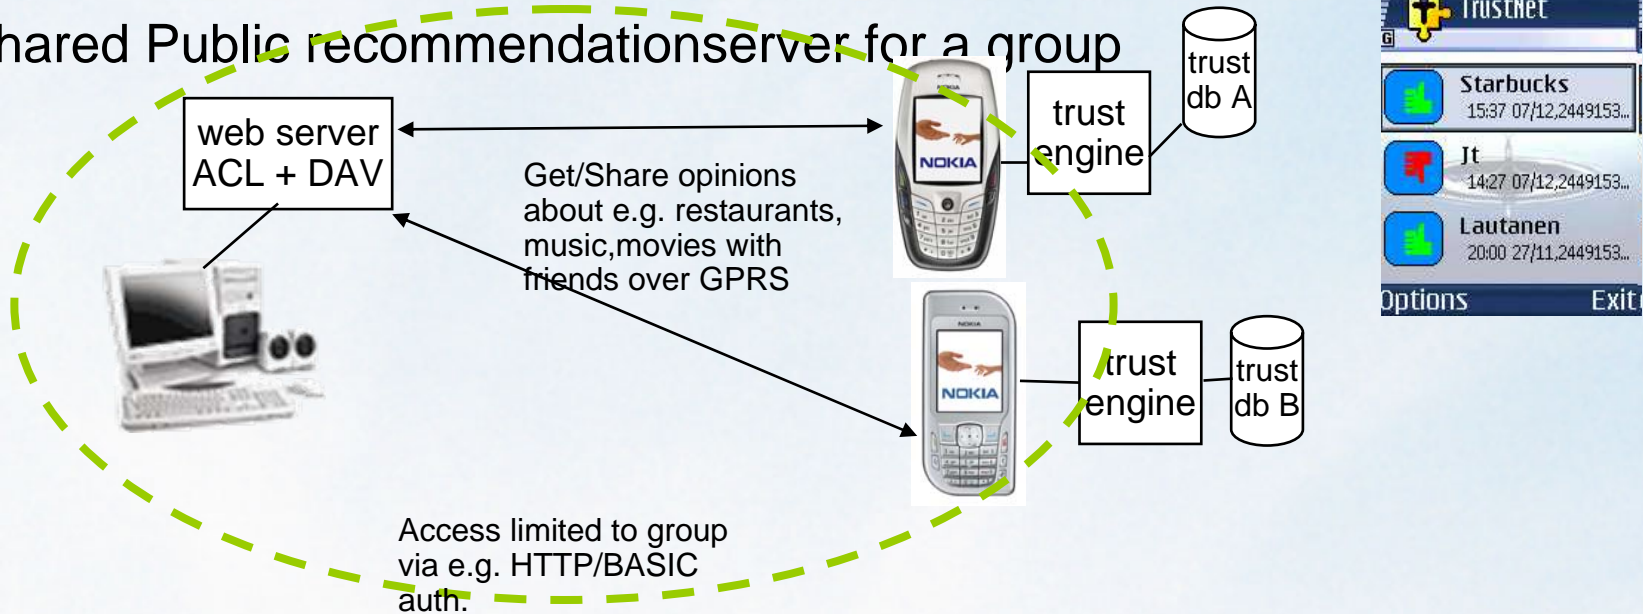 hared Public recommendationserver for a group
web server
ACL + DAV
Get/Share opinions
about e.g. restaurants,
music,movies with
friends over GPRS
NOKIA
NOKIA
trust
engine
trust
db A
NOKIA
NOKIA
trust
engine
trust
db B
Access limited to group
via e.g. HTTP/BASIC
auth.
TrustNet
G
Starbucks
15:37 07/12,2449153...
It
14:27 07/12,2449153...
Lautanen
20:00 27/11,2449153...
Options Exit